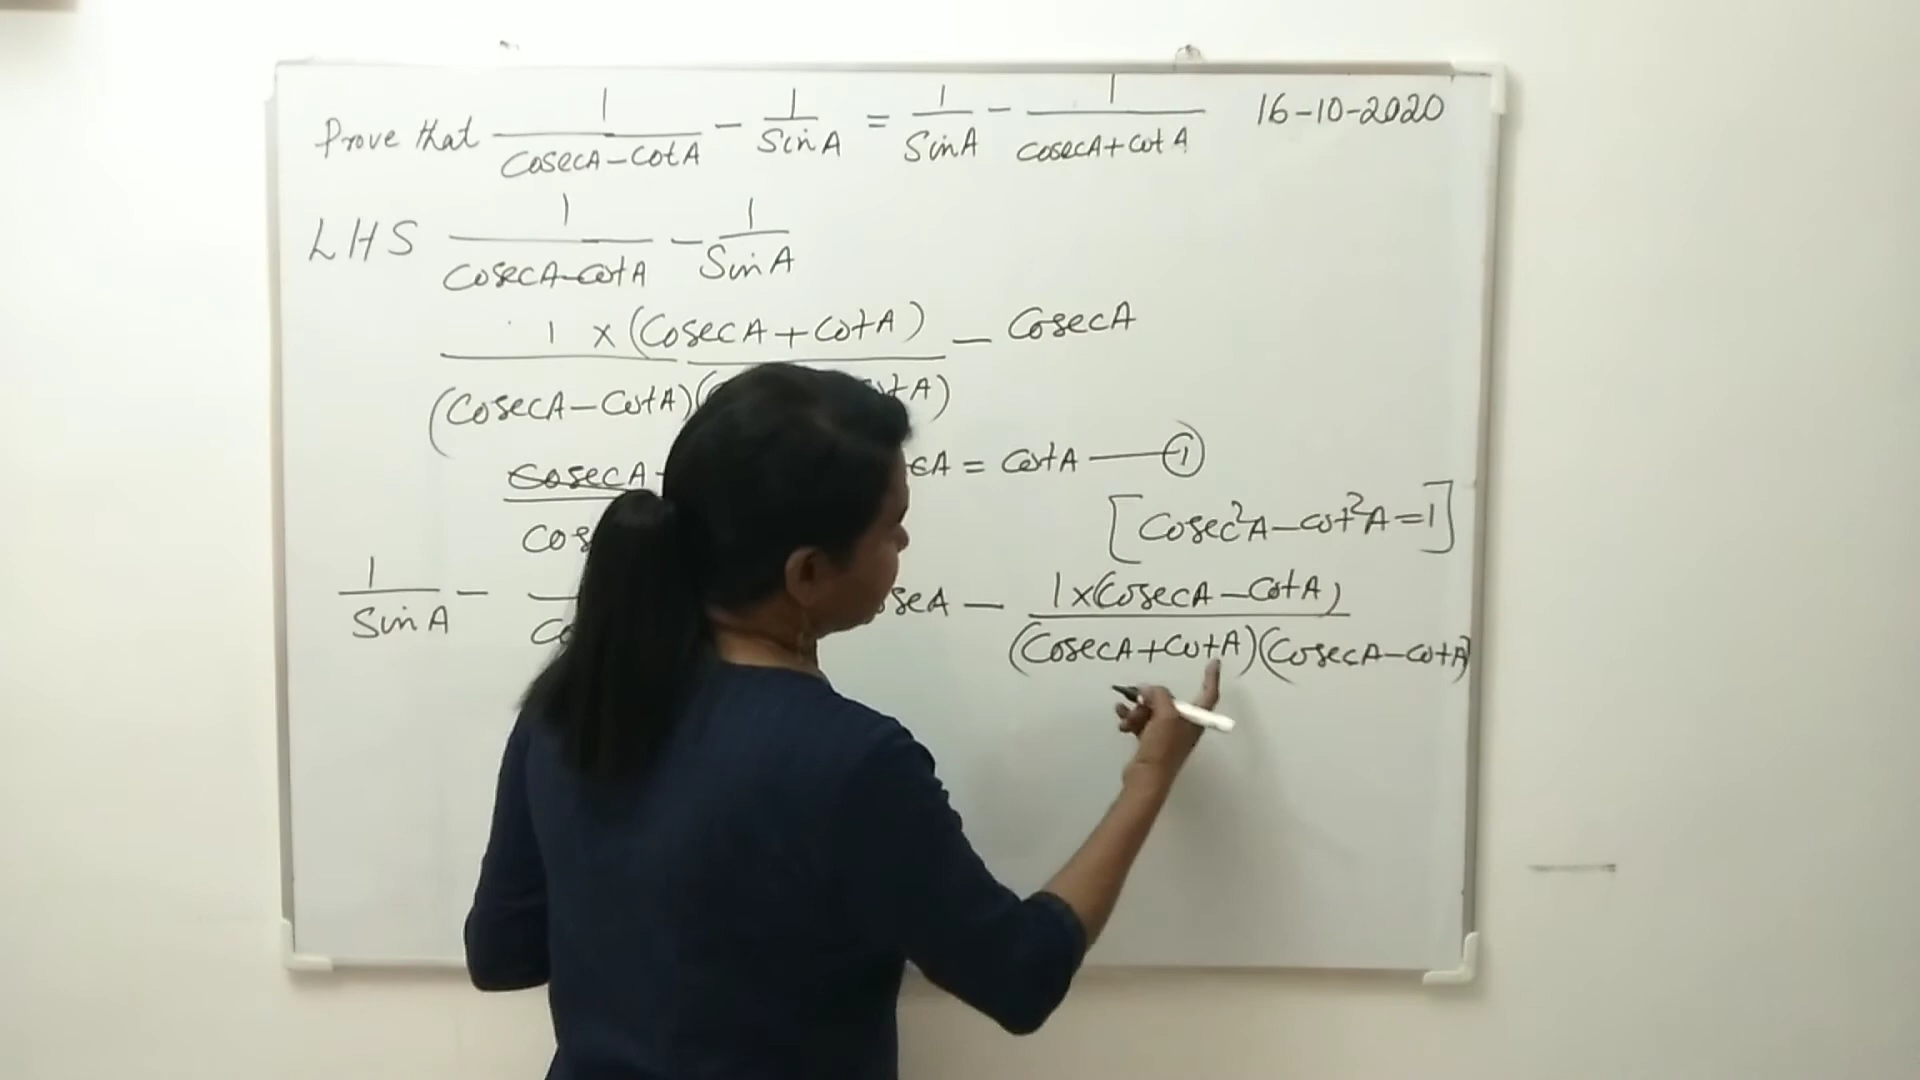 Prove that 1/(CosecA-CotA) - 1/SinA = 1/SinA - 1/(CosecA+CotA) 16-10-2020
LHS 1/(CosecA-CotA) - 1/SinA
1 x (CosecA+CotA)/(CosecA-CotA)( A) - CosecA
CosecA = CotA — ①
[Cosec²A-Cot²A=1]
1/SinA - - 1x(CosecA-CotA)/(CosecA+CotA)(CosecA-CotA)